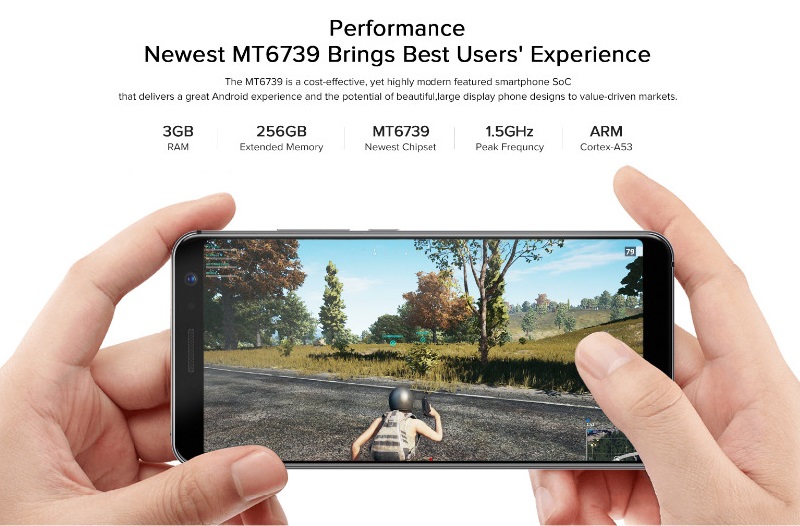 Performance
Newest MT6739 Brings Best Users' Experience
The MT6739 is a cost-effective, yet highly modern featured smartphone SoC
that delivers a great Android experience and the potential of beautiful,large display phone designs to value-driven markets.
3GB
RAM
256GB
Extended Memory
MT6739
Newest Chipset
1.5GHz
Peak Frequncy
ARM
Cortex-A53
79